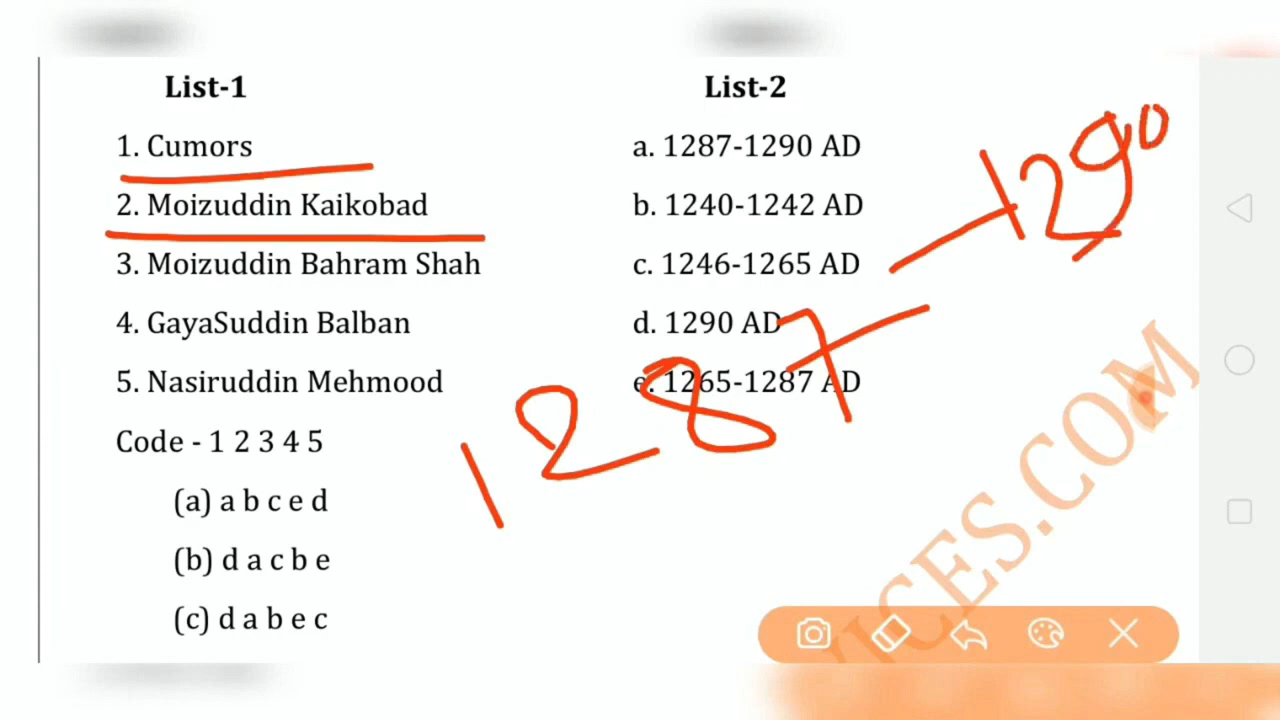 List-1 List-2
1. Cumors a. 1287-1290 AD
2. Moizuddin Kaikobad b. 1240-1242 AD
3. Moizuddin Bahram Shah c. 1246-1265 AD
4. GayaSuddin Balban d. 1290 AD
5. Nasiruddin Mehmood e. 1265-1287 AD
1287-1290
Code - 1 2 3 4 5
(a) a b c e d
(b) d a c b e
(c) d a b e c
ICES.COM